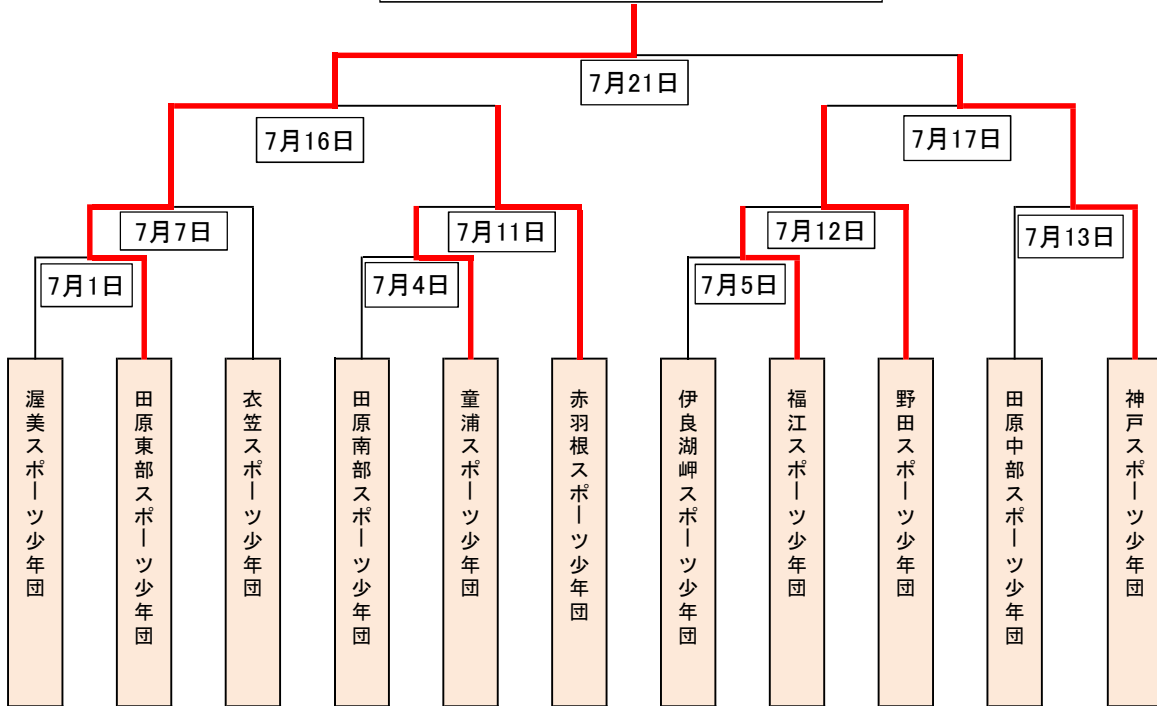 7月21日
7月16日
7月17日
7月7日
7月11日
7月12日
7月13日
7月1日
7月4日
7月5日
渥美スポーツ少年団
田原東部スポーツ少年団
衣笠スポーツ少年団
田原南部スポーツ少年団
童浦スポーツ少年団
赤羽根スポーツ少年団
伊良湖岬スポーツ少年団
福江スポーツ少年団
野田スポーツ少年団
田原中部スポーツ少年団
神戸スポーツ少年団